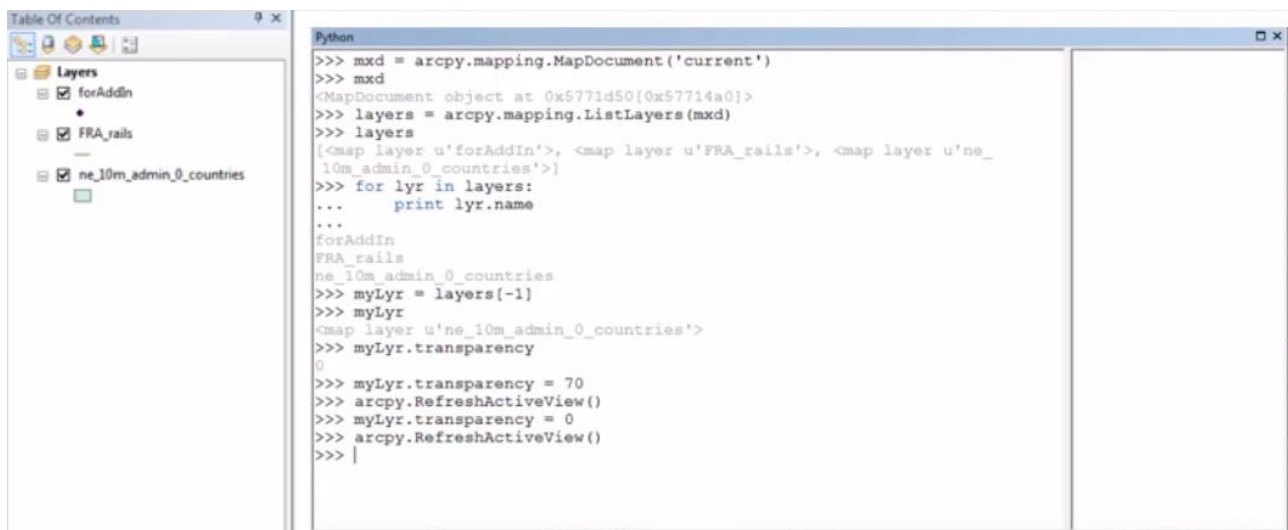 Table Of Contents
Layers
forAddIn
FRA_rails
ne_10m_admin_0_countries
Python
>>> mxd = arcpy.mapping.MapDocument('current')
>>> mxd
<MapDocument object at 0x5771d50[0x57714a0]>
>>> layers = arcpy.mapping.ListLayers(mxd)
>>> layers
[<map layer u'forAddIn'>, <map layer u'FRA_rails'>, <map layer u'ne_
10m_admin_0_countries'>]
>>> for lyr in layers:
...     print lyr.name
...
forAddIn
FRA_rails
ne_10m_admin_0_countries
>>> myLyr = layers[-1]
>>> myLyr
<map layer u'ne_10m_admin_0_countries'>
>>> myLyr.transparency
0
>>> myLyr.transparency = 70
>>> arcpy.RefreshActiveView()
>>> myLyr.transparency = 0
>>> arcpy.RefreshActiveView()
>>>